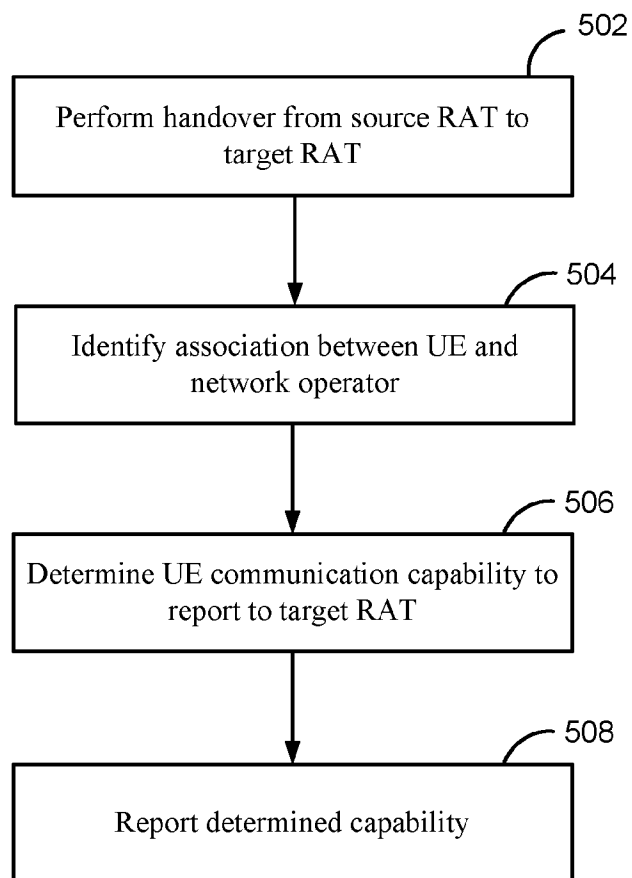 502
Perform handover from source RAT to
target RAT
504
Identify association between UE and
network operator
506
Determine UE communication capability to
report to target RAT
508
Report determined capability